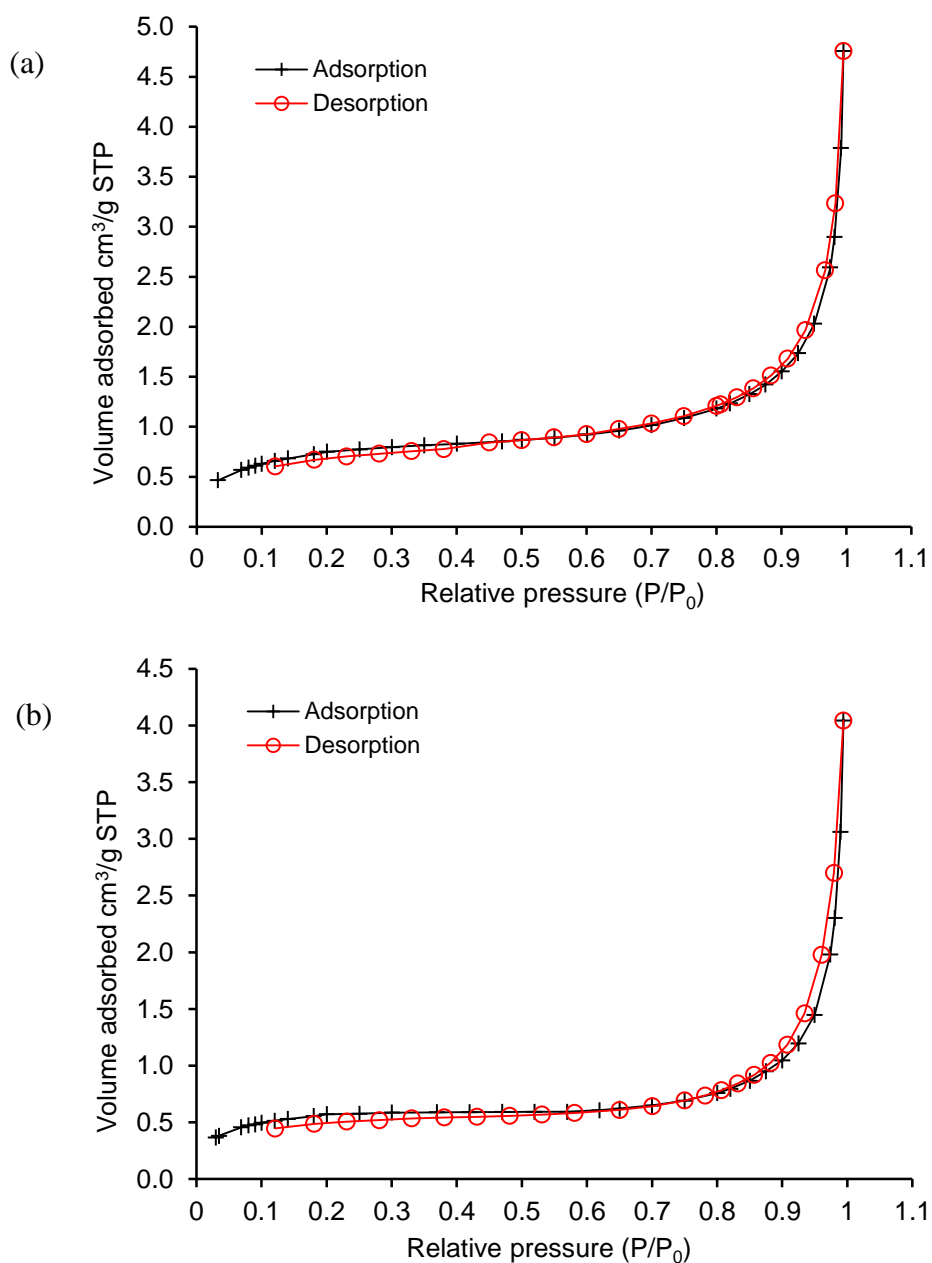 (a)
Adsorption
Desorption
Volume adsorbed cm³/g STP
5.0
4.5
4.0
3.5
3.0
2.5
2.0
1.5
1.0
0.5
0.0
0 0.1 0.2 0.3 0.4 0.5 0.6 0.7 0.8 0.9 1 1.1
Relative pressure (P/P₀)
(b)
Adsorption
Desorption
Volume adsorbed cm³/g STP
4.5
4.0
3.5
3.0
2.5
2.0
1.5
1.0
0.5
0.0
0 0.1 0.2 0.3 0.4 0.5 0.6 0.7 0.8 0.9 1 1.1
Relative pressure (P/P₀)